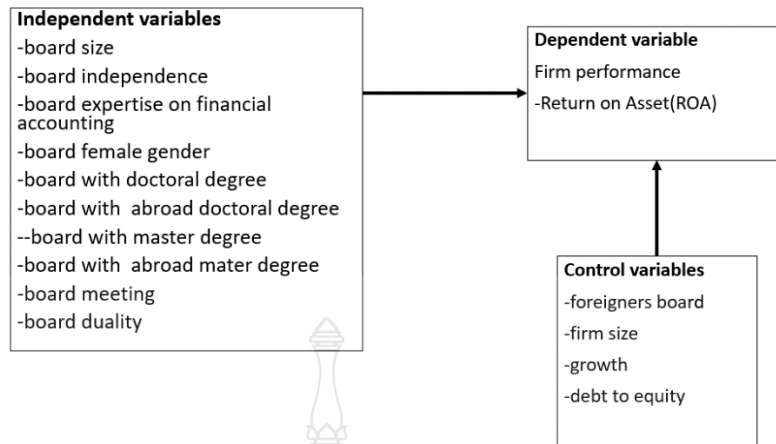 Independent variables
-board size
-board independence
-board expertise on financial
accounting
-board female gender
-board with doctoral degree
-board with abroad doctoral degree
--board with master degree
-board with abroad mater degree
-board meeting
-board duality
Dependent variable
Firm performance
-Return on Asset(ROA)
Control variables
-foreigners board
-firm size
-growth
-debt to equity